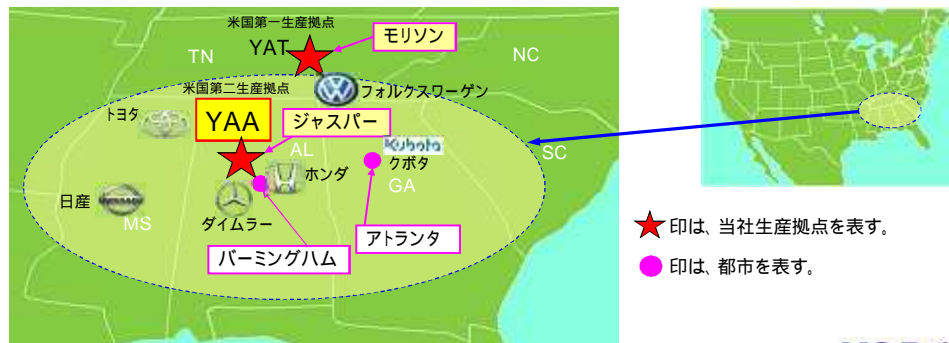 米国第一生産拠点
YAT
モリソン
TN
NC
米国第二生産拠点
フォルクスワーゲン
トヨタ
YAA
ジャスパー
Kubota
AL
SC
クボタ
ホンダ
GA
日産
NISSAN
MS
ダイムラー
アトランタ
バーミングハム
★印は、当社生産拠点を表す。
●印は、都市を表す。